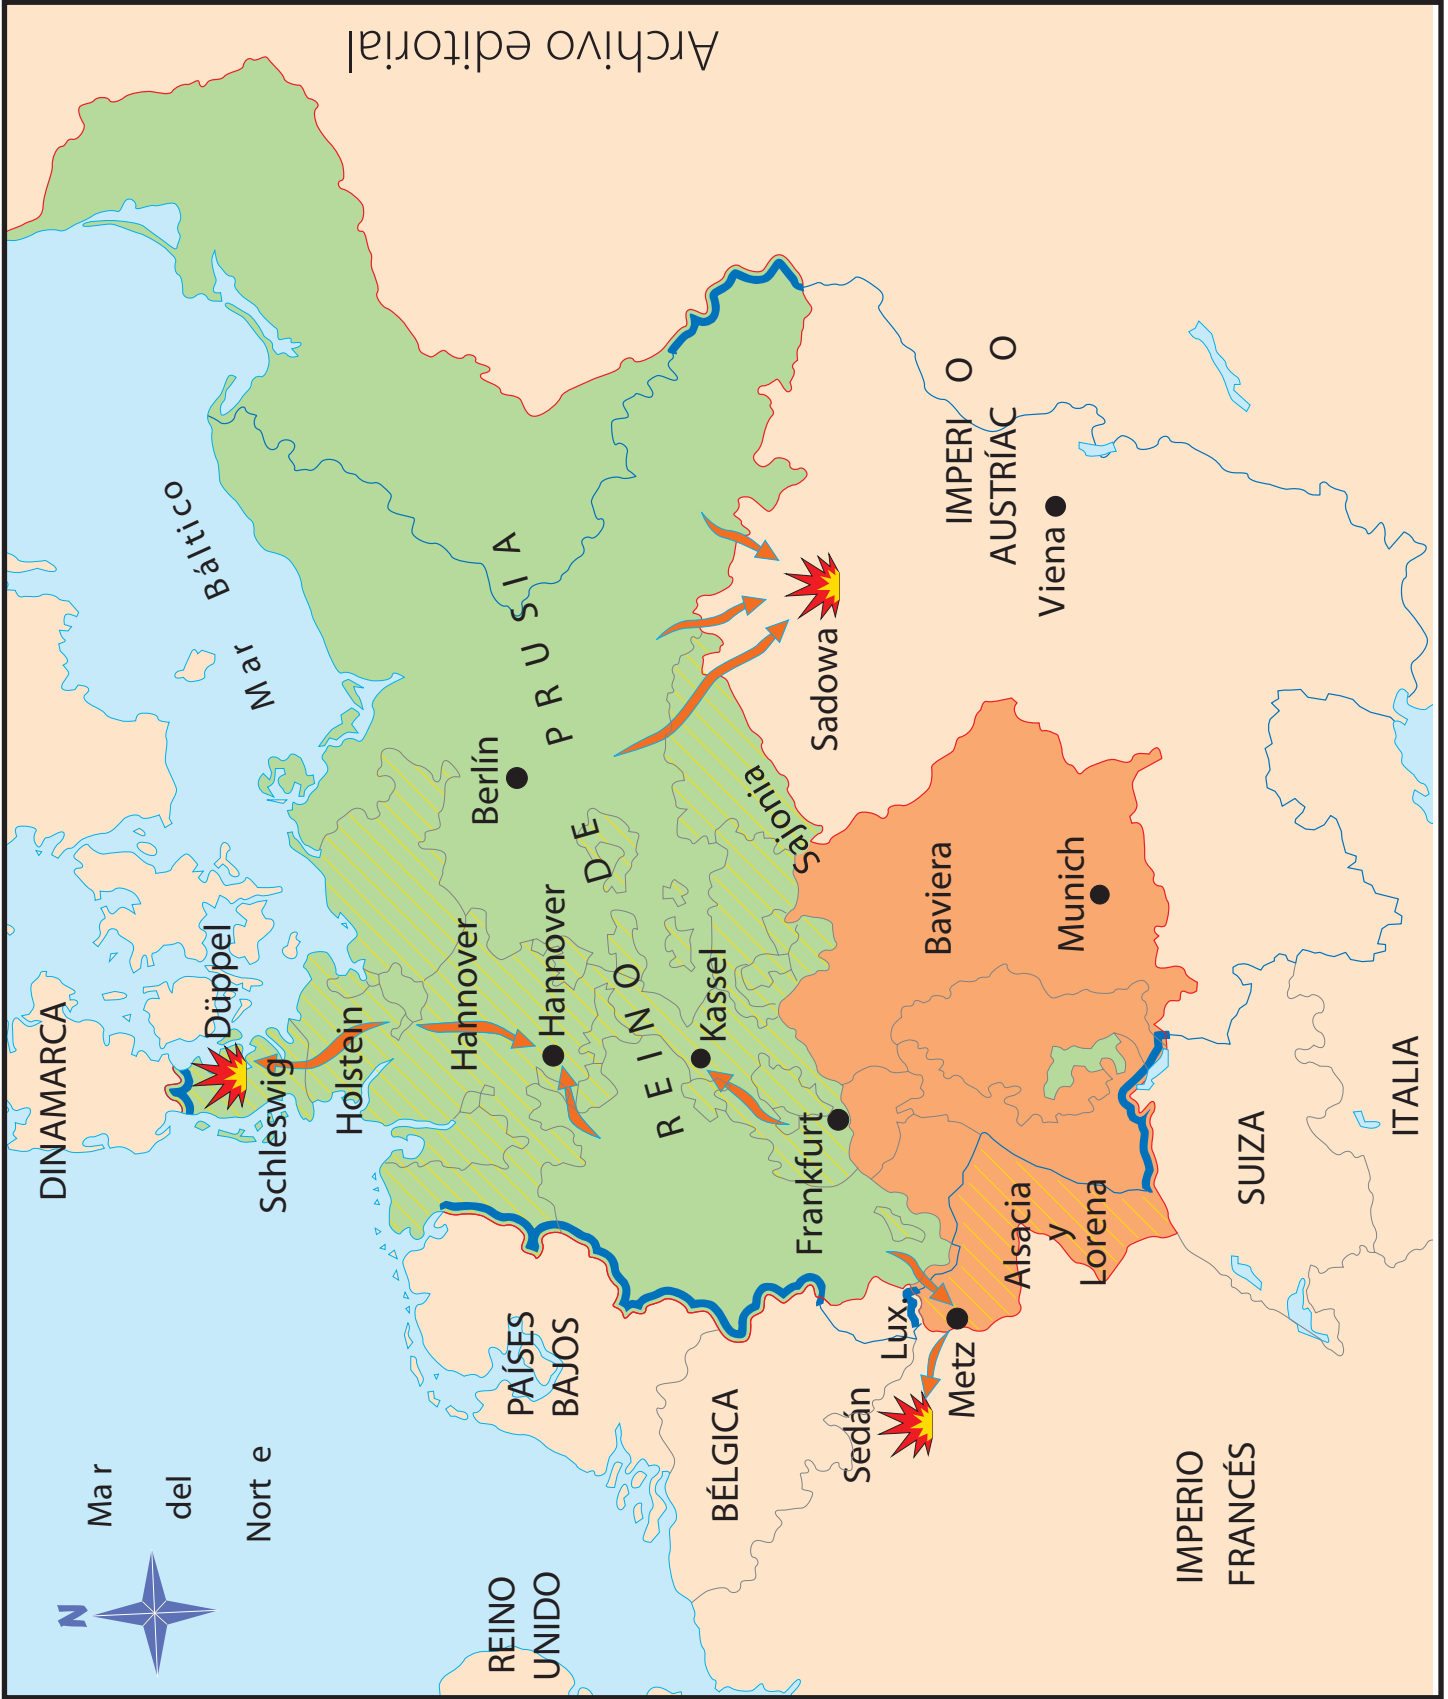 N
Mar
del
Norte
DINAMARCA
Düppel
Schleswig
Holstein
Mar Báltico
REINO
UNIDO
PAÍSES
BAJOS
BÉLGICA
Hannover
Hannover
Berlín
REINO DE PRUSIA
Kassel
Frankfurt
Sajonia
Sadowa
Sedán
Lux.
Metz
Alsacia
y
Lorena
Baviera
Munich
IMPERIO
AUSTRÍACO
Viena
IMPERIO
FRANCÉS
SUIZA
ITALIA
Archivo editorial